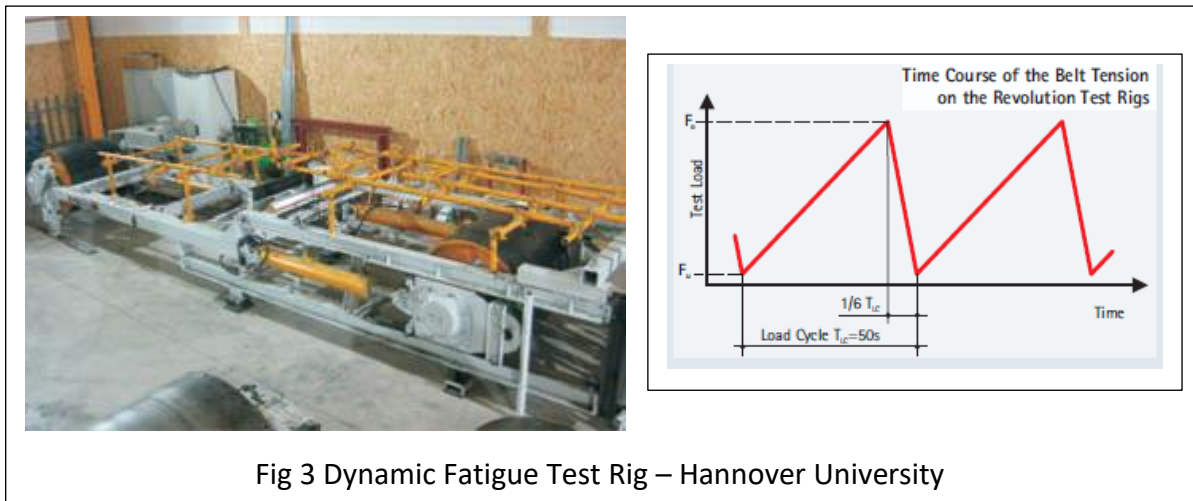 Time Course of the Belt Tension
on the Revolution Test Rigs
Fo
Test Load
Fu
1/6 TLC
Time
Load Cycle TLC=50s
Fig 3 Dynamic Fatigue Test Rig – Hannover University